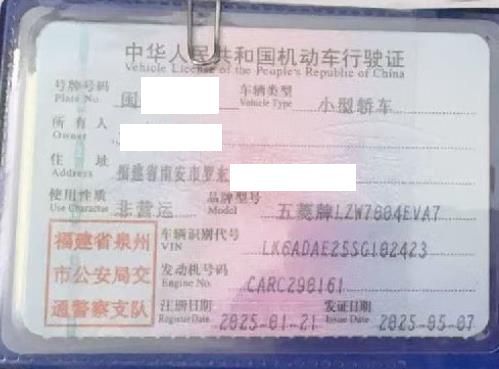 中华人民共和国机动车行驶证
Vehicle License of the People's Republic of China
号牌号码 Plate No. 闽 车辆类型 Vehicle Type 小型轿车
所有人 Owner
住址 Address 福建省南安市罗东
使用性质 Use Character 非营运 品牌型号 Model 五菱牌LZW7004EVA7
福建省泉州
市公安局交
通警察支队
车辆识别代号 VIN LK6ADAE25SG102423
发动机号码 Engine No. CARC298161
注册日期 Register Date 2025-01-21 发证日期 Issue Date 2025-05-07